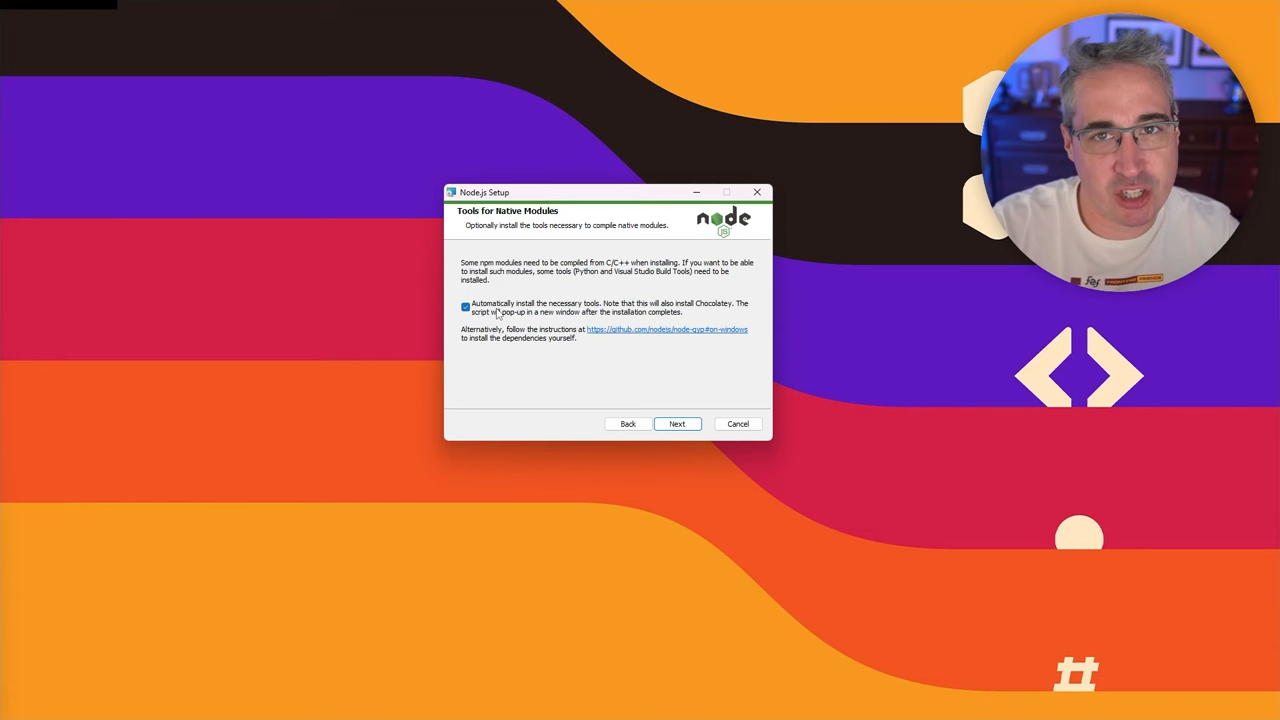 Node.js Setup
Tools for Native Modules
Optionally install the tools necessary to compile native modules.
node
JS
Some npm modules need to be compiled from C/C++ when installing. If you want to be able
to install such modules, some tools (Python and Visual Studio Build Tools) need to be
installed.
Automatically install the necessary tools. Note that this will also install Chocolatey. The
script pop-up in a new window after the installation completes.
Alternatively, follow the instructions at https://github.com/nodejs/node-gyp#on-windows
to install the dependencies yourself.
Back
Next
Cancel
fef
FRONTEND FRIENDS
#